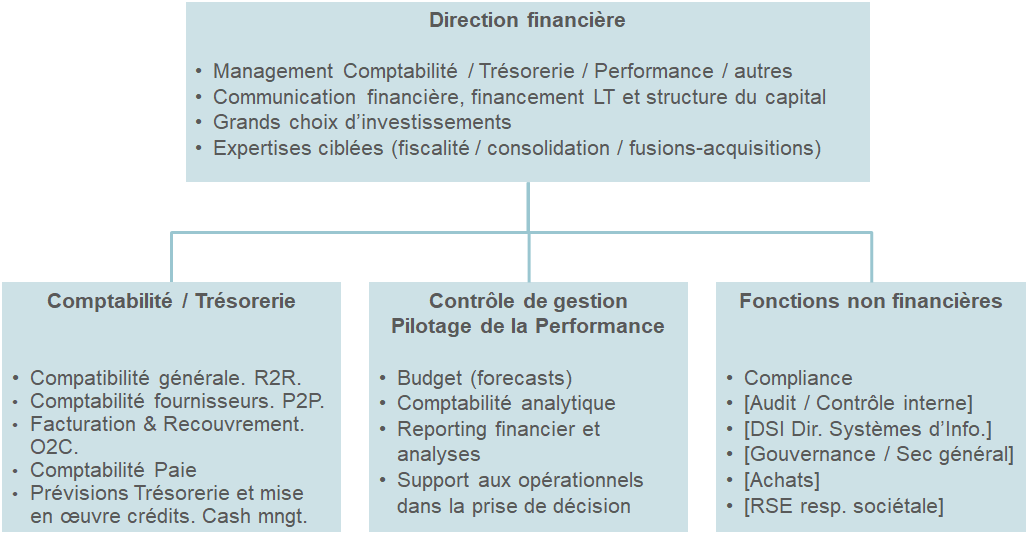 Direction financière
• Management Comptabilité / Trésorerie / Performance / autres
• Communication financière, financement LT et structure du capital
• Grands choix d’investissements
• Expertises ciblées (fiscalité / consolidation / fusions-acquisitions)
Comptabilité / Trésorerie
• Compatibilité générale. R2R.
• Comptabilité fournisseurs. P2P.
• Facturation & Recouvrement.
O2C.
• Comptabilité Paie
• Prévisions Trésorerie et mise
en œuvre crédits. Cash mngt.
Contrôle de gestion
Pilotage de la Performance
• Budget (forecasts)
• Comptabilité analytique
• Reporting financier et
analyses
• Support aux opérationnels
dans la prise de décision
Fonctions non financières
• Compliance
• [Audit / Contrôle interne]
• [DSI Dir. Systèmes d’Info.]
• [Gouvernance / Sec général]
• [Achats]
• [RSE resp. sociétale]